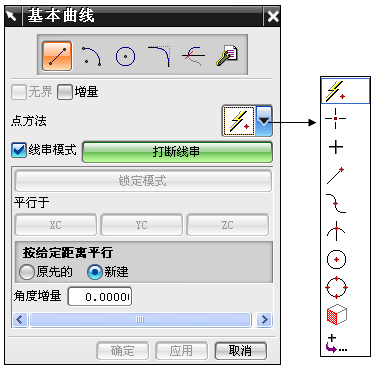 基本曲线
无界 增量
点方法
线串模式 打断线串
锁定模式
平行于
XC YC ZC
按给定距离平行
原先的 新建
角度增量 0.0000
确定 应用 取消